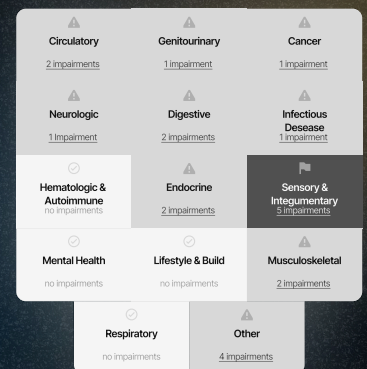 Circulatory
2 impairments
Genitourinary
1 impairment
Cancer
1 impairment
Neurologic
1 Impairment
Digestive
2 impairments
Infectious
Disease
1 impairment
Hematologic &
Autoimmune
no impairments
Endocrine
2 impairments
Sensory &
Integumentary
5 impairments
Mental Health
no impairments
Lifestyle & Build
no impairments
Musculoskeletal
2 impairments
Respiratory
no impairments
Other
4 impairments